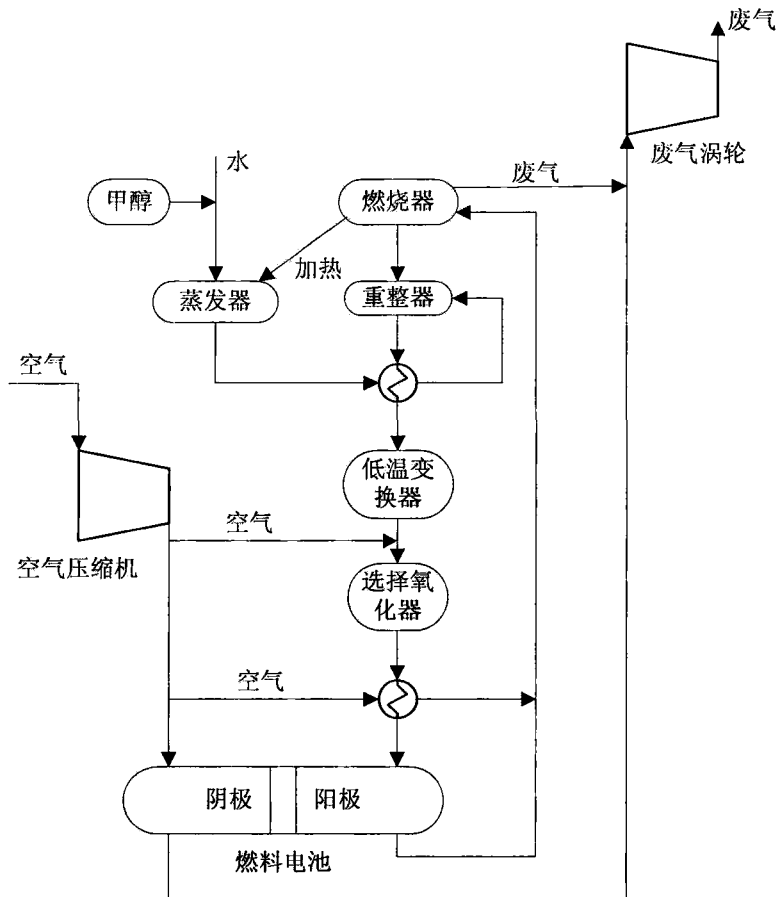 废气
废气涡轮
水
废气
甲醇
燃烧器
加热
蒸发器
重整器
空气
低温变
换器
空气
空气压缩机
选择氧
化器
空气
阴极
阳极
燃料电池